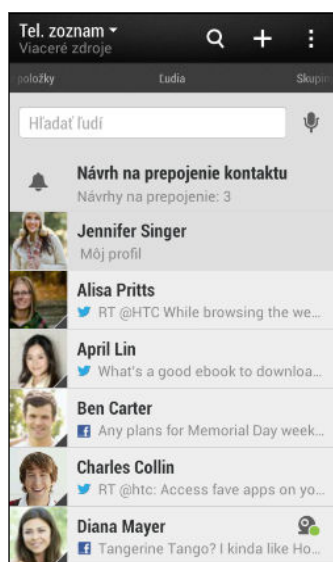 Tel. zoznam
Viaceré zdroje
položky Ľudia Skupin
Hľadať ľudí
Návrh na prepojenie kontaktu
Návrhy na prepojenie: 3
Jennifer Singer
Môj profil
Alisa Pritts
RT @HTC While browsing the we...
April Lin
What's a good ebook to downloa...
Ben Carter
Any plans for Memorial Day week...
Charles Collin
RT @htc: Access fave apps on yo...
Diana Mayer
Tangerine Tango? I kinda like Ho...